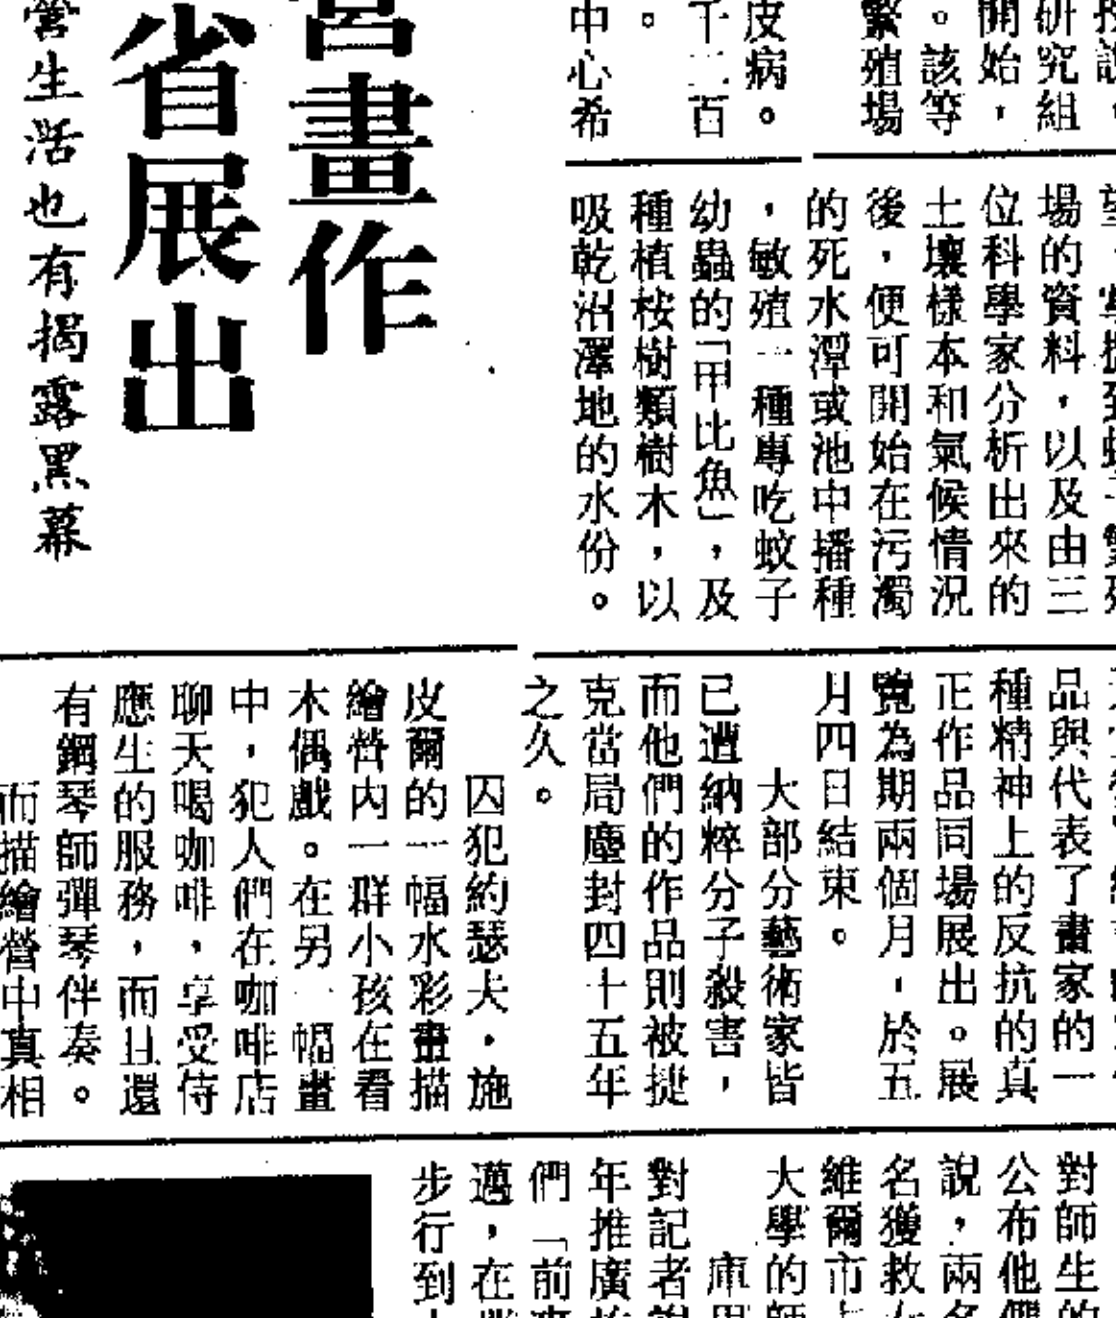 研究組
開始，
。該等
繁殖場
皮病。
千二百
。
中心希
場的資料，以及由三
位科學家分析出來的
土壤樣本和氣候情況
後，便可開始在污濁
的死水潭或池中播種
，敏殖一種專吃蚊子
幼蟲的「甲比魚」，及
種植桉樹類樹木，以
吸乾沼澤地的水份。
畫作
省展出
營生活也有揭露黑幕
品與代表了畫家的一
種精神上的反抗的真
正作品同場展出。展
覽為期兩個月，於五
月四日結束。
大部分藝術家皆
已遭納粹分子殺害，
而他們的作品則被捷
克當局塵封四十五年
之久。
囚犯約瑟夫．施
皮爾的一幅水彩畫描
繪營內一群小孩在看
木偶戲。在另一幅畫
中，犯人們在咖啡店
聊天喝咖啡，享受侍
應生的服務，而且還
有鋼琴師彈琴伴奏。
而描繪營中真相
對師生的
公布他們
說，兩名
名獲救
維爾市
大學的師
庫
對記者說
年推廣
們「前
邁，在
步行到